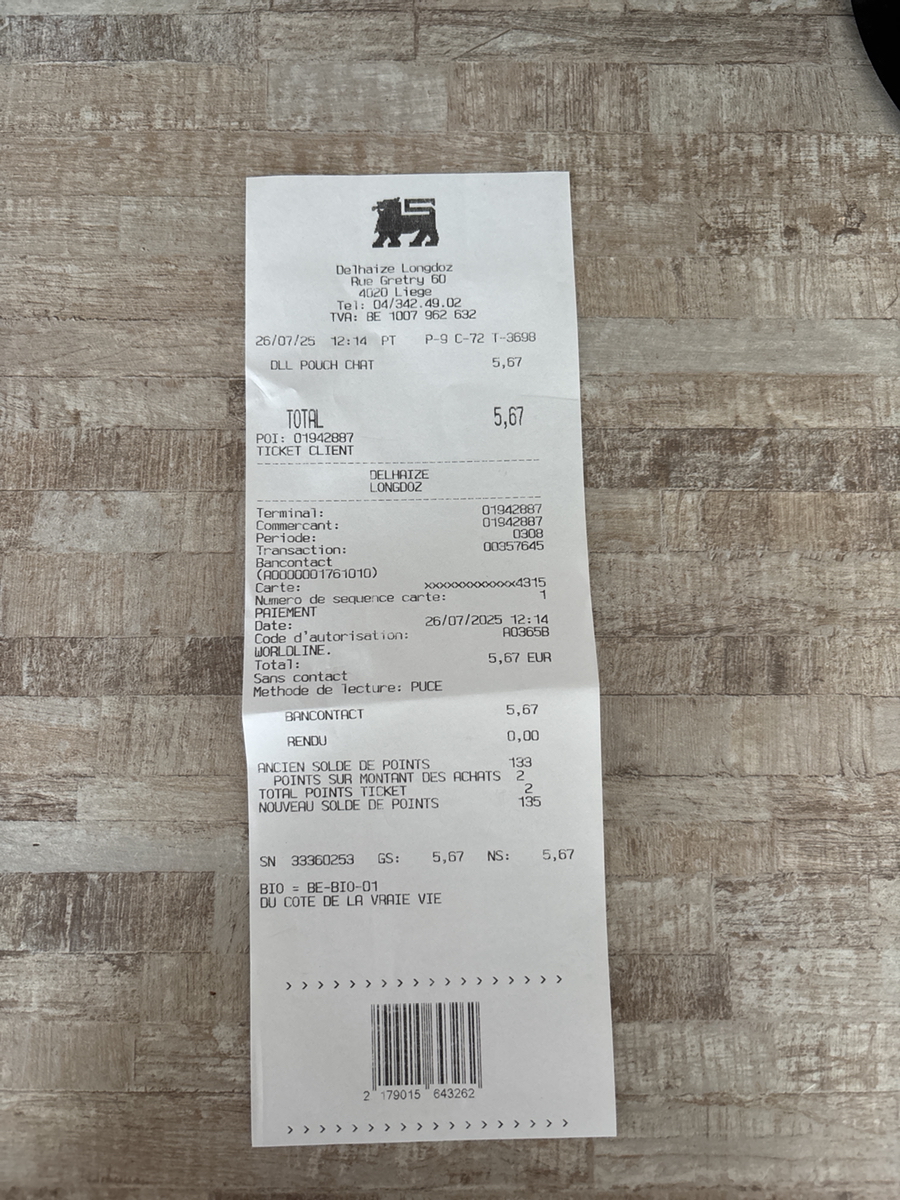 Delhaize Longdoz
Rue Gretry 60
4020 Liege
Tel: 04/342.49.02
TVA: BE 1007 962 632
26/07/25 12:14 PT P-9 C-72 T-3698
DLL POUCH CHAT 5,67
TOTAL 5,67
POI: 01942887
TICKET CLIENT
DELHAIZE
LONGDOZ
Terminal: 01942887
Commercant: 01942887
Periode: 0308
Transaction: 00357645
Bancontact
(A0000001761010)
Carte: xxxxxxxxxxxxx4315
Numero de sequence carte: 1
PAIEMENT
Date: 26/07/2025 12:14
Code d'autorisation: A0365B
WORLDLINE.
Total: 5,67 EUR
Sans contact
Methode de lecture: PUCE
BANCONTACT 5,67
RENDU 0,00
ANCIEN SOLDE DE POINTS 133
POINTS SUR MONTANT DES ACHATS 2
TOTAL POINTS TICKET 2
NOUVEAU SOLDE DE POINTS 135
SN 33360253 GS: 5,67 NS: 5,67
BIO = BE-BIO-01
DU COTE DE LA VRAIE VIE
> > > > > > > > > > > > > > > > > >
2 179015 643262
> > > > > > > > > > > > > > > > > >